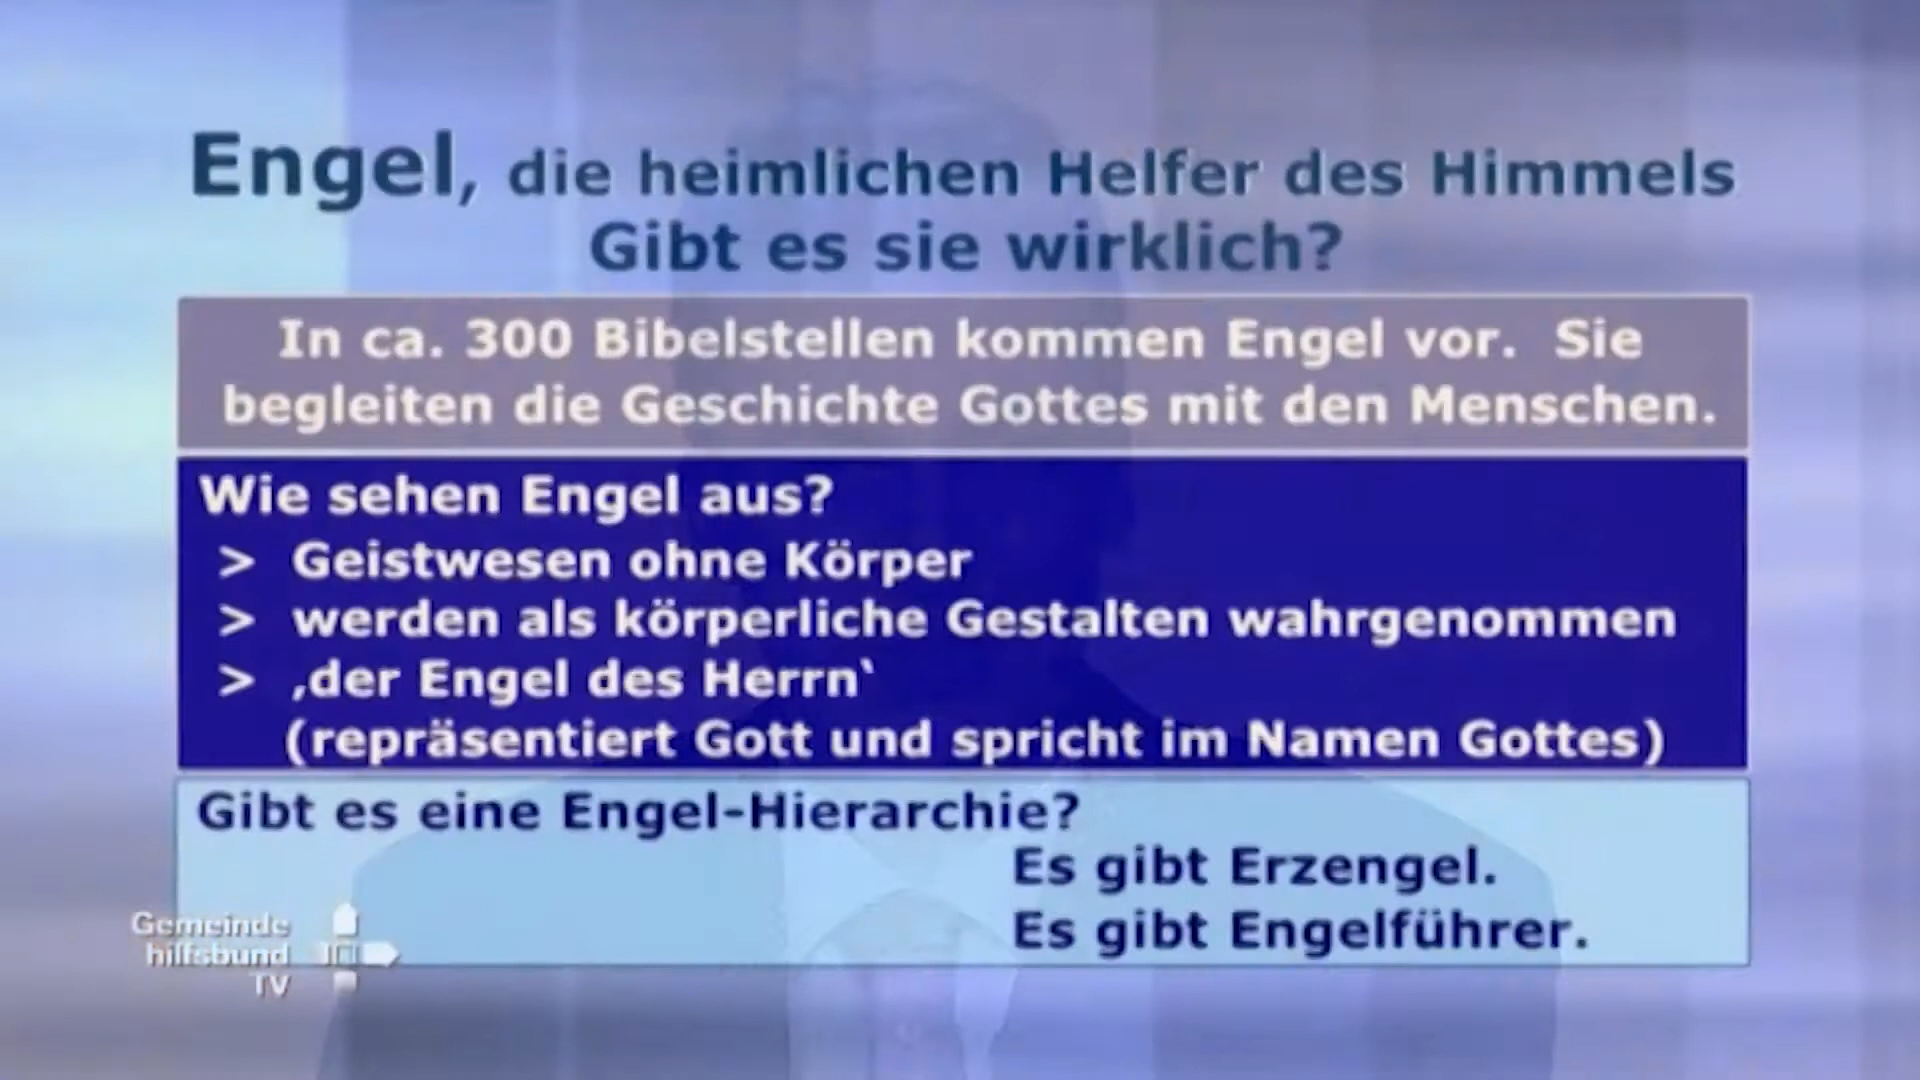 Engel, die heimlichen Helfer des Himmels
Gibt es sie wirklich?
In ca. 300 Bibelstellen kommen Engel vor. Sie
begleiten die Geschichte Gottes mit den Menschen.
Wie sehen Engel aus?
> Geistwesen ohne Körper
> werden als körperliche Gestalten wahrgenommen
> ‚der Engel des Herrn‛
(repräsentiert Gott und spricht im Namen Gottes)
Gibt es eine Engel-Hierarchie?
Es gibt Erzengel.
Es gibt Engelführer.
Gemeinde
hilfsbund
TV